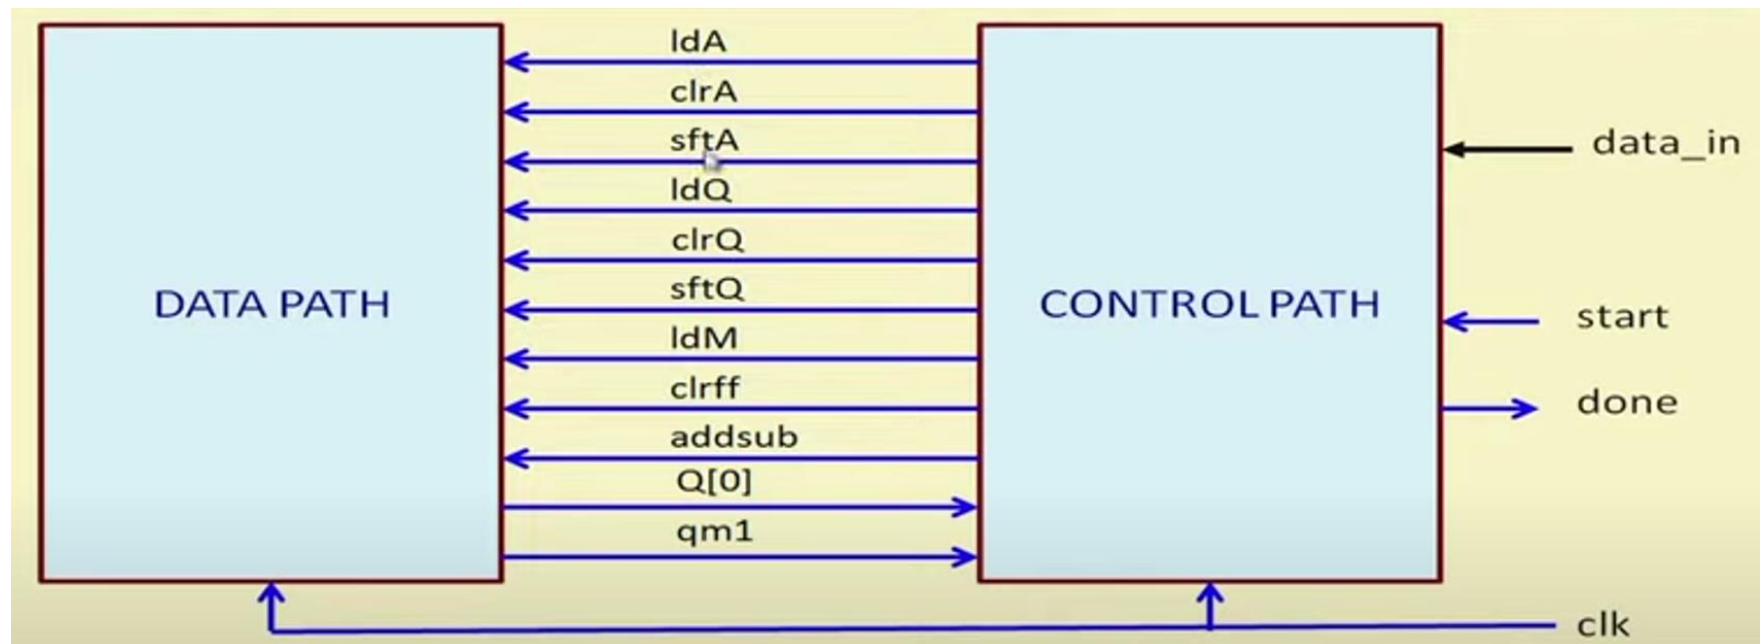 ldA
clrA
sftA
ldQ
clrQ
sftQ
ldM
clrff
addsub
Q[0]
qm1
DATA PATH
CONTROL PATH
data_in
start
done
clk